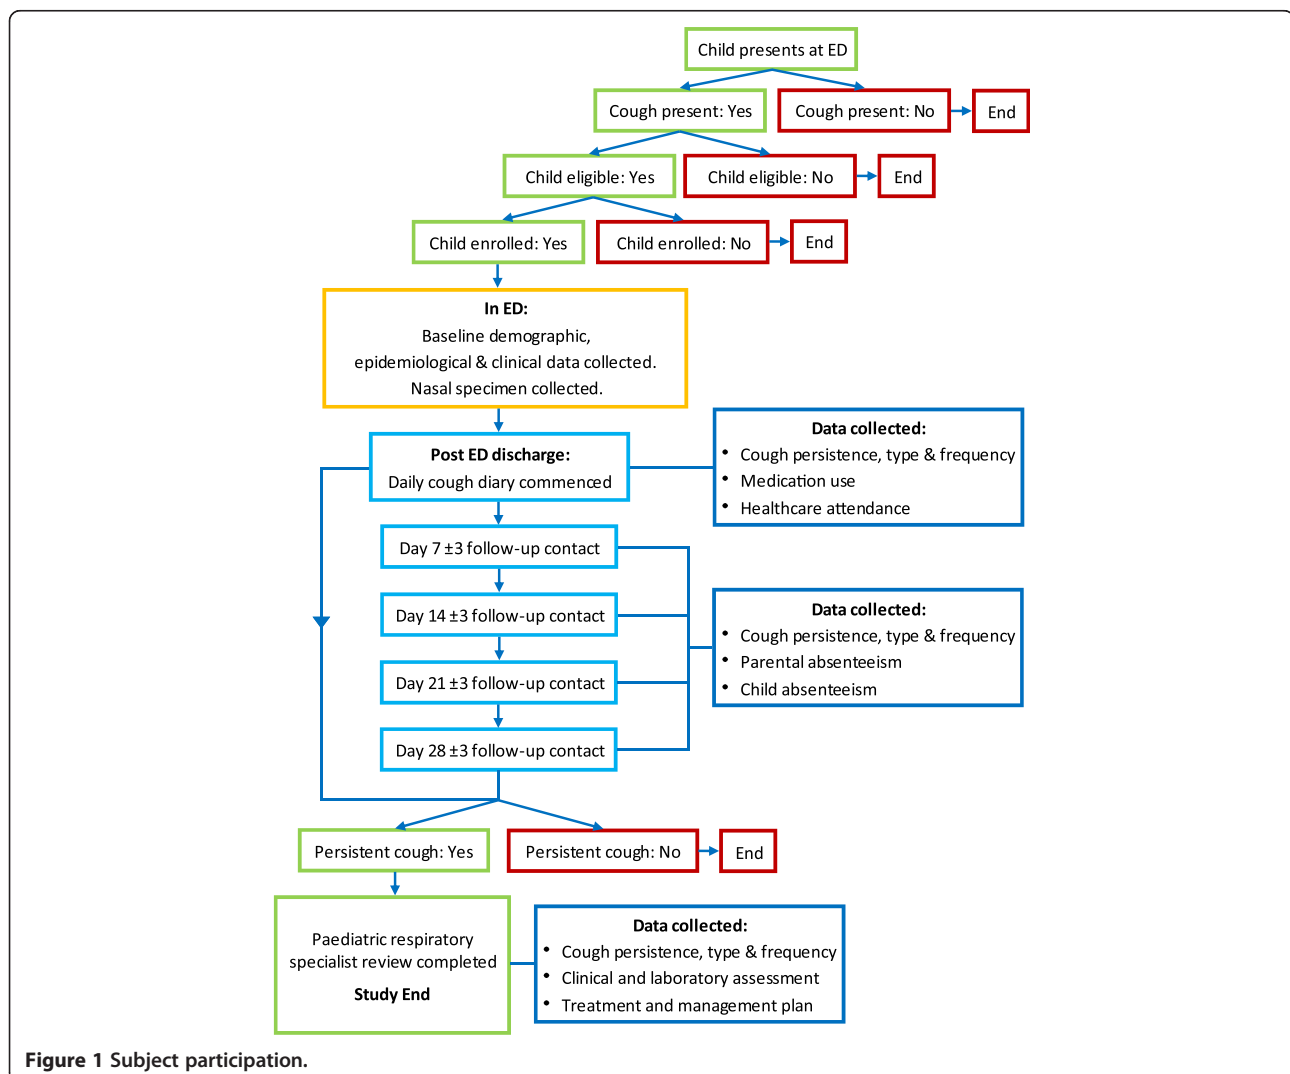 Child presents at ED
Cough present: Yes
Cough present: No
End
Child eligible: Yes
Child eligible: No
End
Child enrolled: Yes
Child enrolled: No
End
In ED:
Baseline demographic,
epidemiological & clinical data collected.
Nasal specimen collected.
Post ED discharge:
Daily cough diary commenced
Data collected:
• Cough persistence, type & frequency
• Medication use
• Healthcare attendance
Day 7 ±3 follow-up contact
Day 14 ±3 follow-up contact
Day 21 ±3 follow-up contact
Day 28 ±3 follow-up contact
Data collected:
• Cough persistence, type & frequency
• Parental absenteeism
• Child absenteeism
Persistent cough: Yes
Persistent cough: No
End
Paediatric respiratory
specialist review completed
Study End
Data collected:
• Cough persistence, type & frequency
• Clinical and laboratory assessment
• Treatment and management plan
Figure 1 Subject participation.